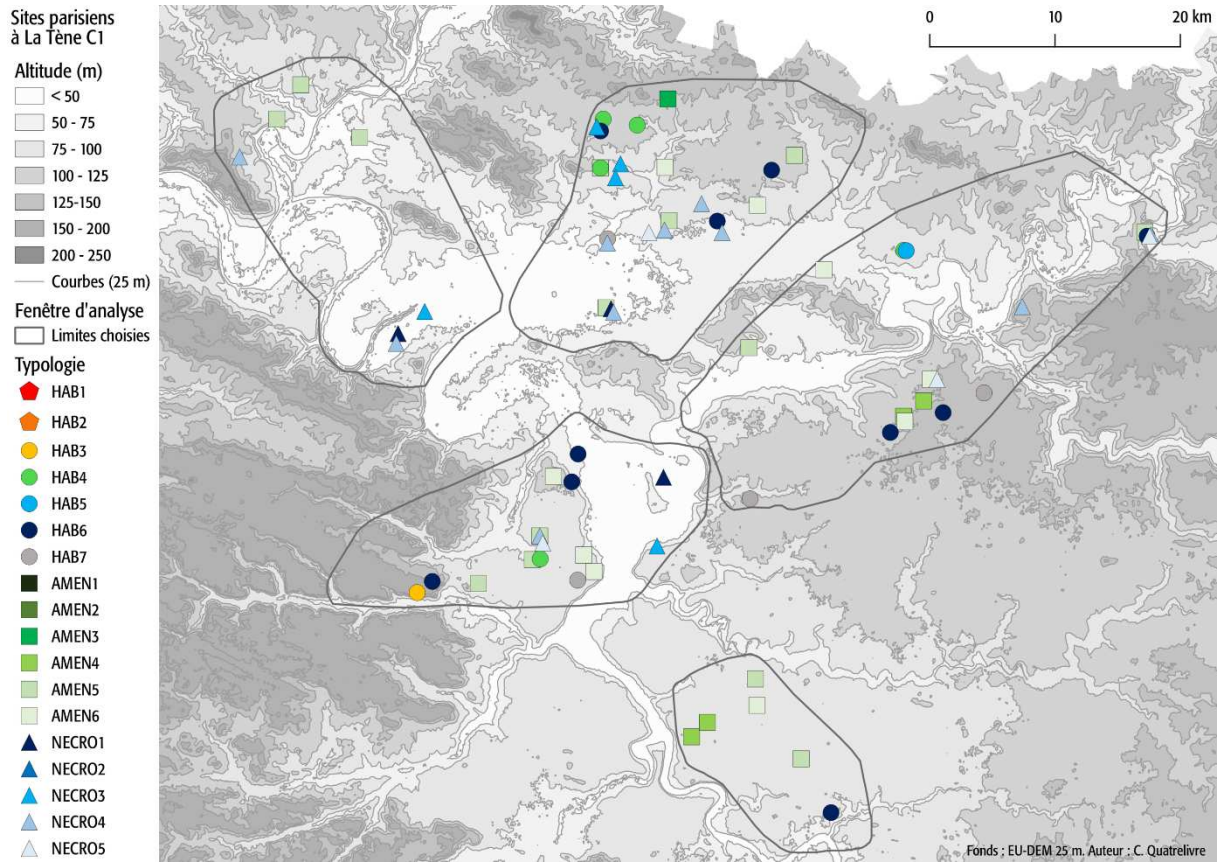 Sites parisiens
à La Tène C1
Altitude (m)
< 50
50 - 75
75 - 100
100 - 125
125-150
150 - 200
200 - 250
Courbes (25 m)
Fenêtre d'analyse
Limites choisies
Typologie
HAB1
HAB2
HAB3
HAB4
HAB5
HAB6
HAB7
AMEN1
AMEN2
AMEN3
AMEN4
AMEN5
AMEN6
NECRO1
NECRO2
NECRO3
NECRO4
NECRO5
0 10 20 km
Fonds : EU-DEM 25 m. Auteur : C. Quatrelivre